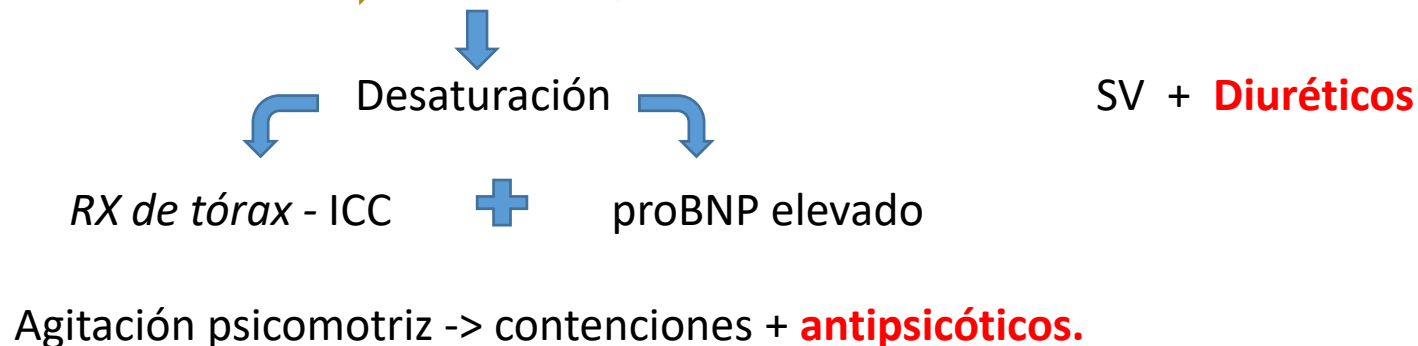 Desaturación
SV + Diuréticos
RX de tórax - ICC
proBNP elevado
Agitación psicomotriz -> contenciones + antipsicóticos.